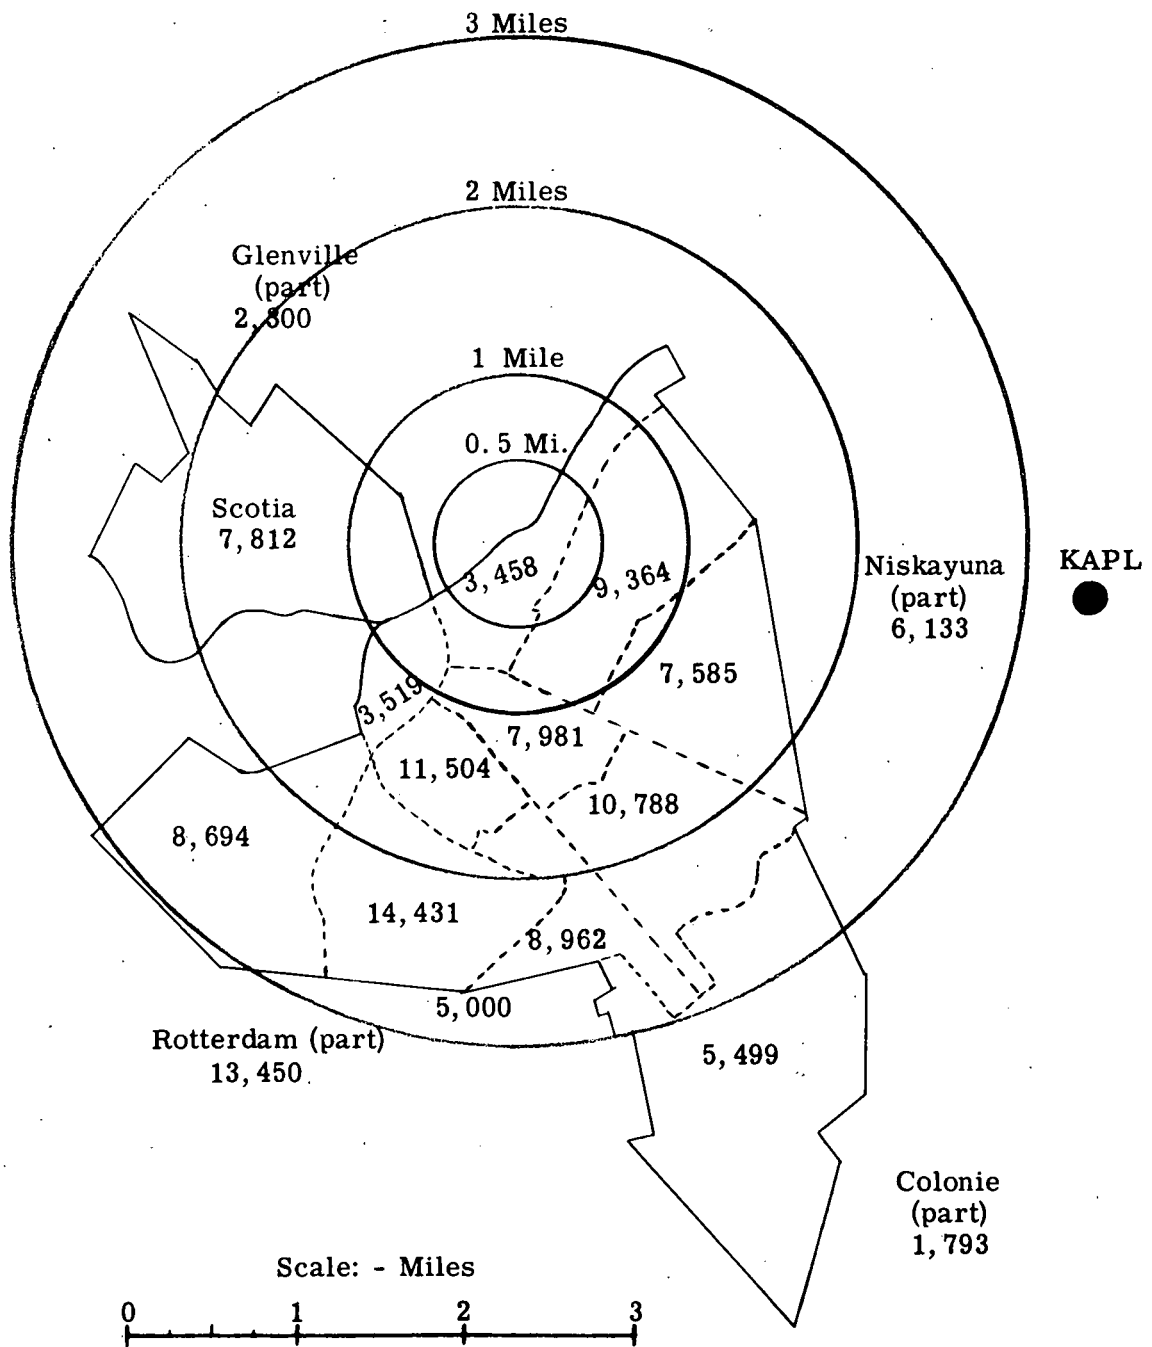 3 Miles
2 Miles
Glenville
(part)
2,300
1 Mile
0.5 Mi.
Scotia
7,812
3,458
9,364
Niskayuna
(part)
6,133
KAPL
7,585
3,519
7,981
11,504
10,788
8,694
14,431
8,962
5,000
Rotterdam (part)
13,450
5,499
Colonie
(part)
1,793
Scale: - Miles
0 1 2 3